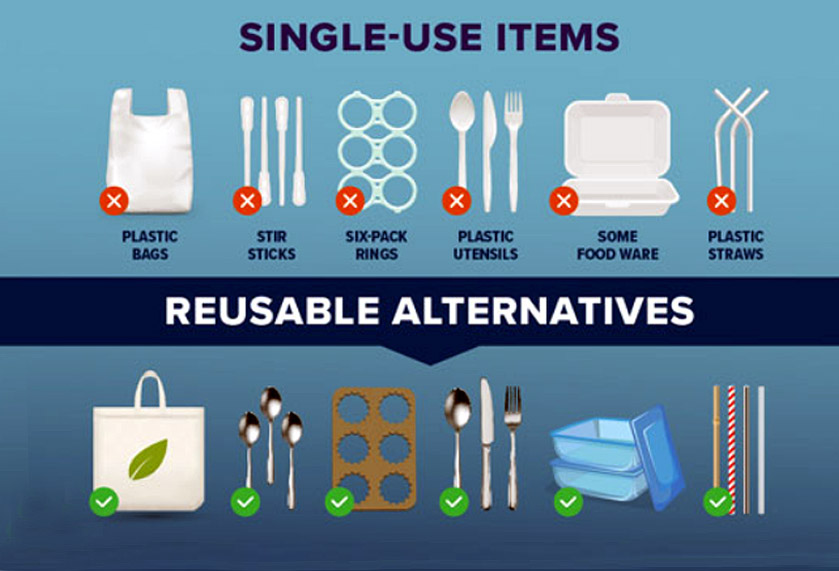 SINGLE-USE ITEMS
PLASTIC
BAGS
STIR
STICKS
SIX-PACK
RINGS
PLASTIC
UTENSILS
SOME
FOOD WARE
PLASTIC
STRAWS
REUSABLE ALTERNATIVES